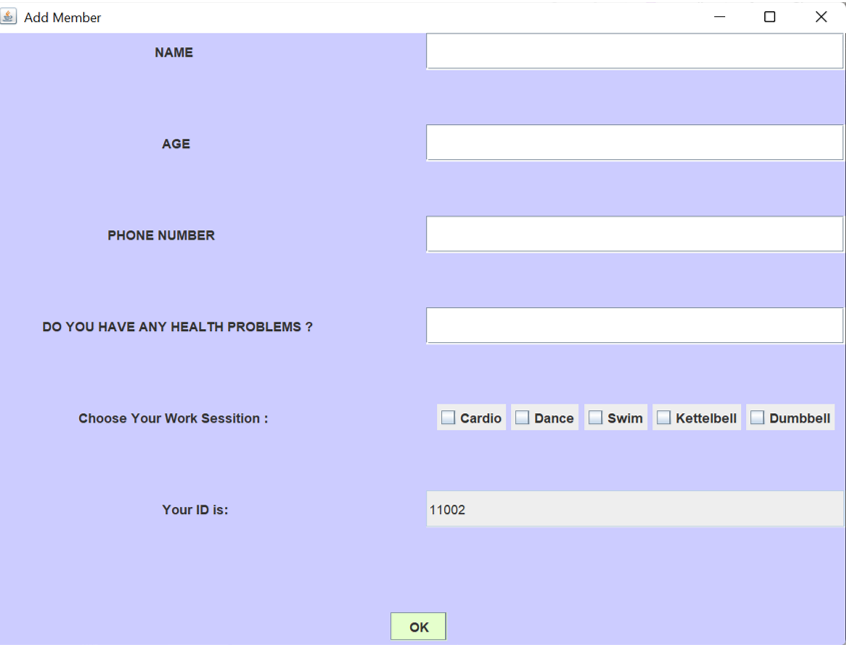 Add Member
NAME
AGE
PHONE NUMBER
DO YOU HAVE ANY HEALTH PROBLEMS ?
Choose Your Work Sessition : Cardio Dance Swim Kettelbell Dumbbell
Your ID is: 11002
OK